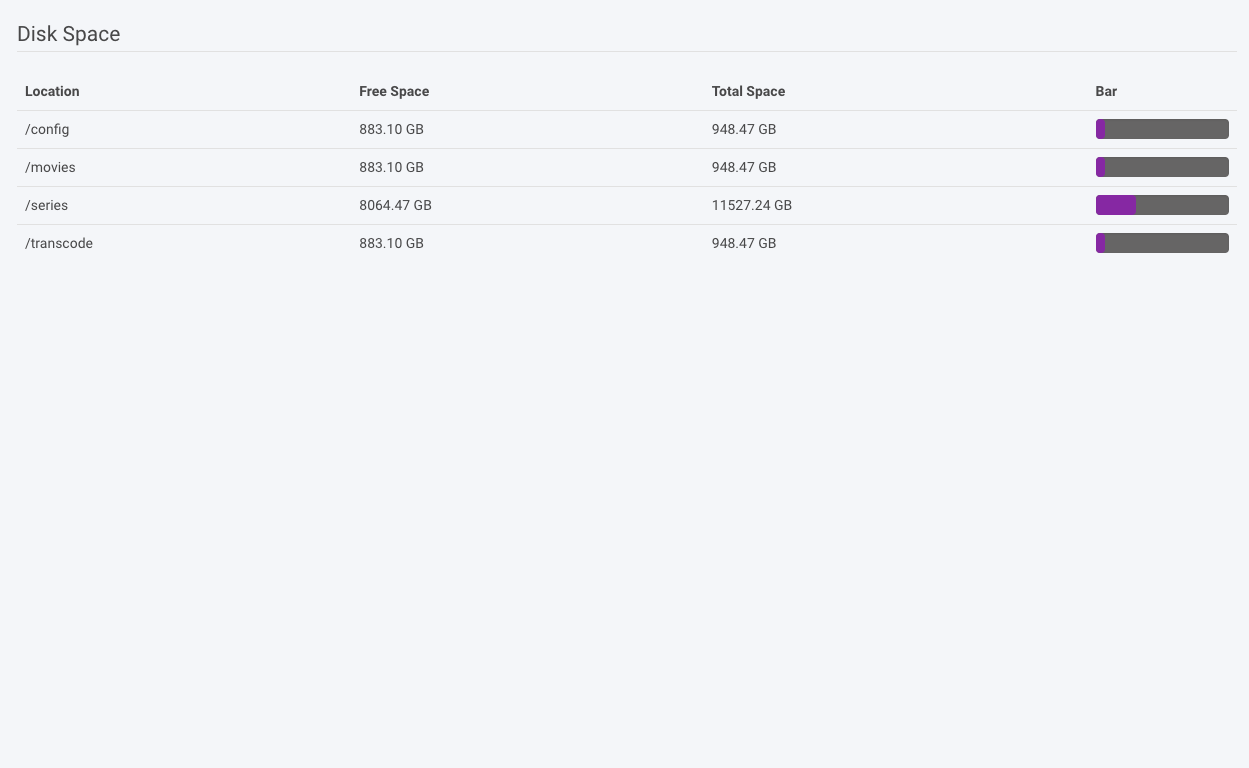 Disk Space
Location Free Space Total Space Bar
/config 883.10 GB 948.47 GB
/movies 883.10 GB 948.47 GB
/series 8064.47 GB 11527.24 GB
/transcode 883.10 GB 948.47 GB